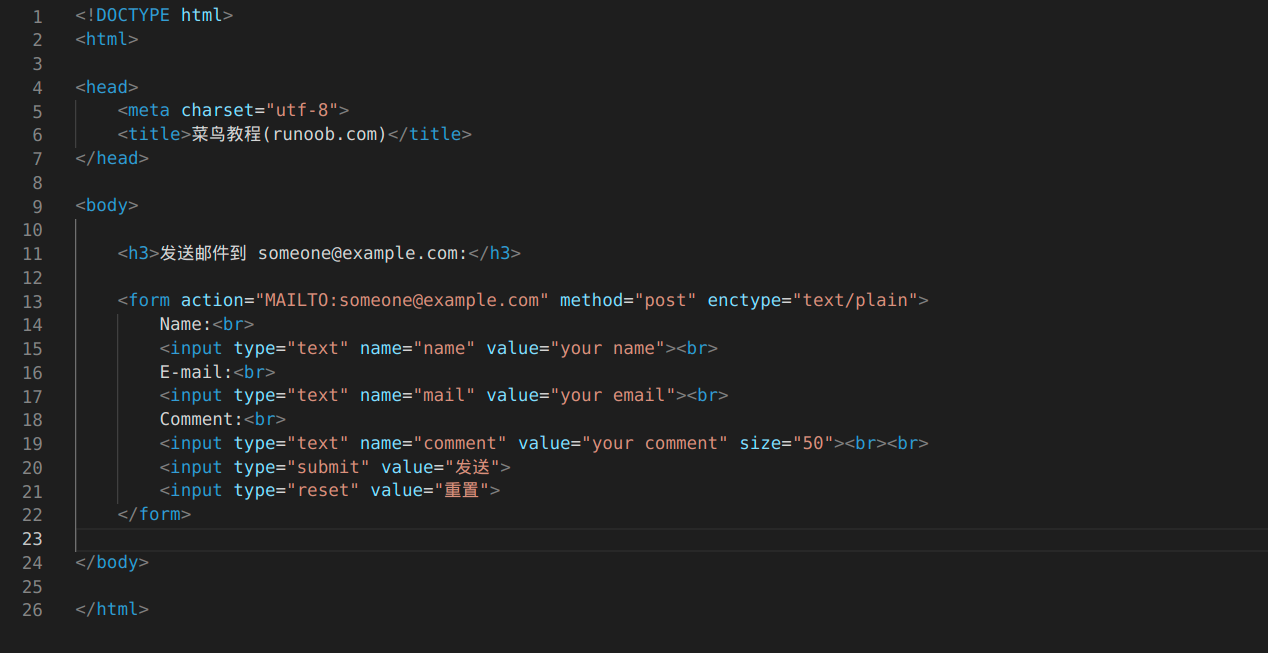 1 <!DOCTYPE html>
2 <html>
3
4 <head>
5     <meta charset="utf-8">
6     <title>菜鸟教程(runoob.com)</title>
7 </head>
8
9 <body>
10
11     <h3>发送邮件到 someone@example.com:</h3>
12
13     <form action="MAILTO:someone@example.com" method="post" enctype="text/plain">
14         Name:<br>
15         <input type="text" name="name" value="your name"><br>
16         E-mail:<br>
17         <input type="text" name="mail" value="your email"><br>
18         Comment:<br>
19         <input type="text" name="comment" value="your comment" size="50"><br><br>
20         <input type="submit" value="发送">
21         <input type="reset" value="重置">
22     </form>
23
24 </body>
25
26 </html>